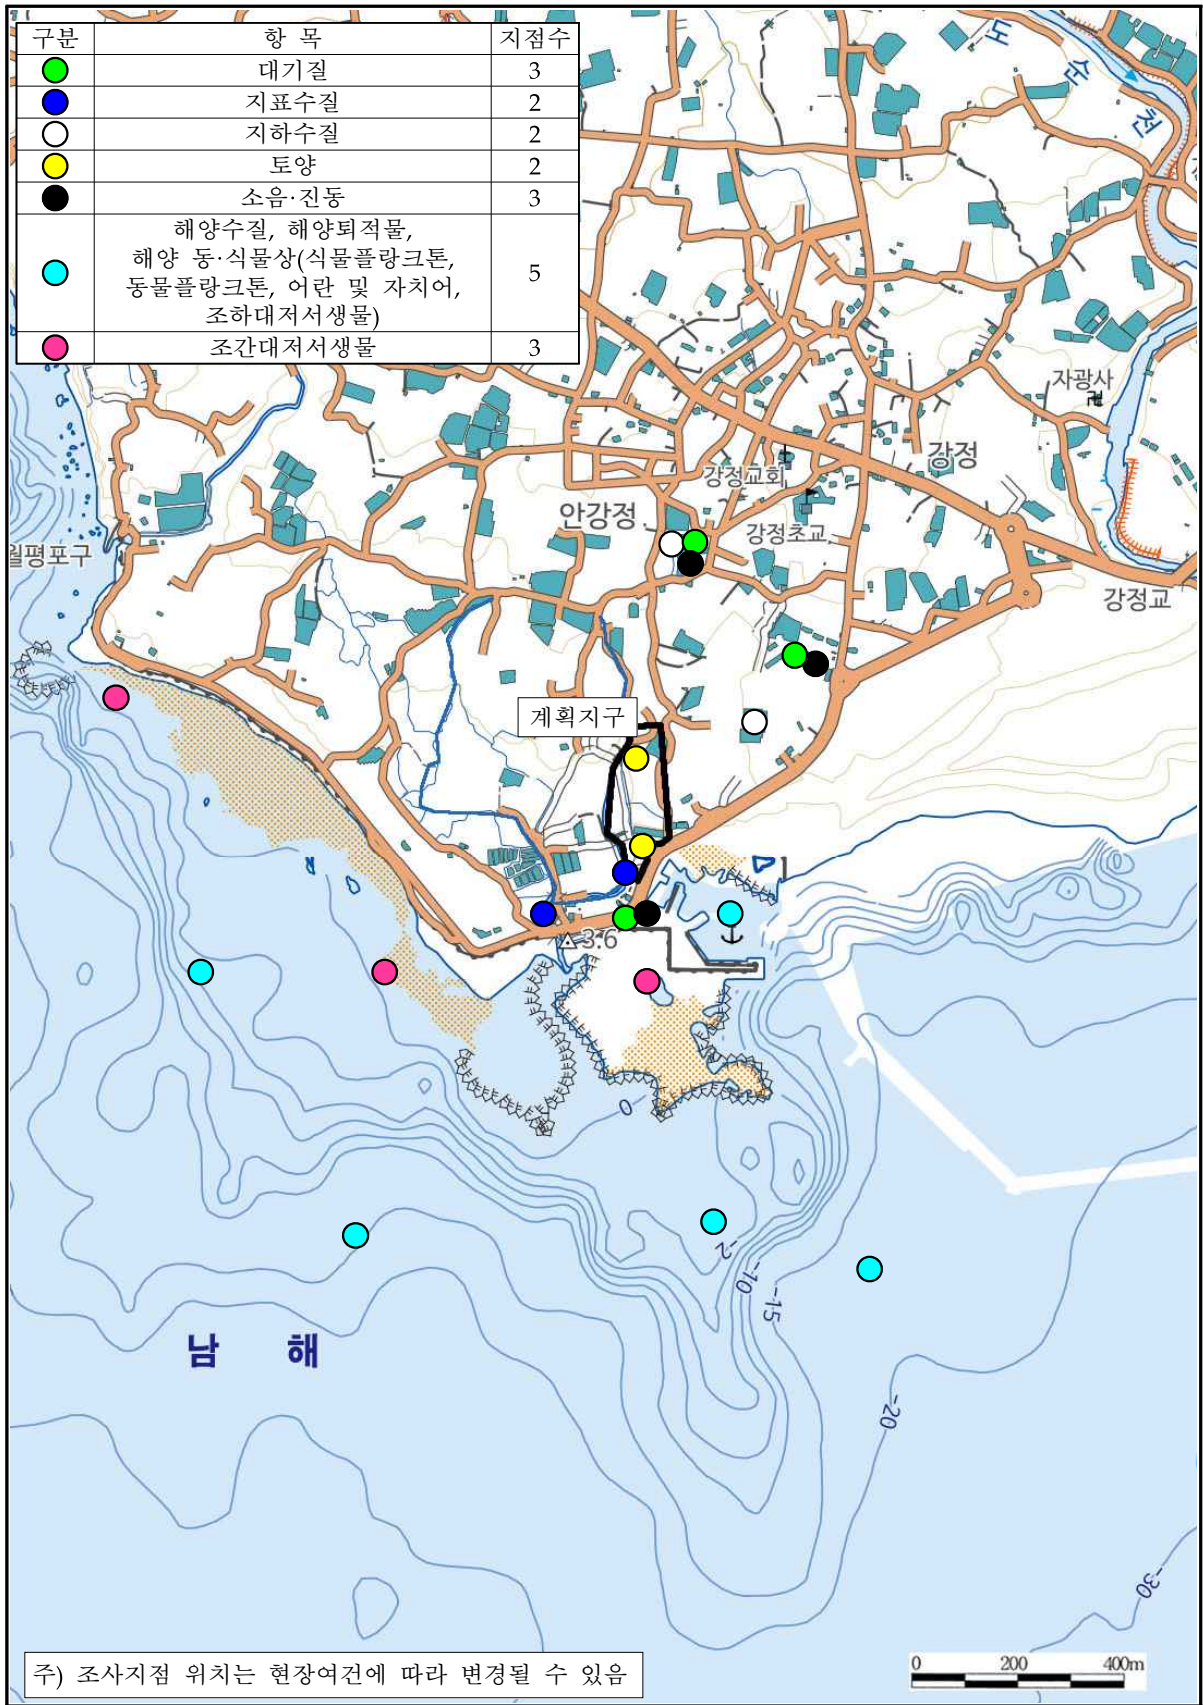 구분 항 목 지점수
대기질 3
지표수질 2
지하수질 2
토양 2
소음·진동 3
해양수질, 해양퇴적물,
해양 동·식물상(식물플랑크톤,
동물플랑크톤, 어란 및 자치어,
조하대저서생물)
5
조간대저서생물 3
도순천
자광사
강정
강정교회
안강정
강정초교
월평포구
강정교
계획지구
3.6
0
-2
-10
-15
남 해
-20
-30
주) 조사지점 위치는 현장여건에 따라 변경될 수 있음
0 200 400m